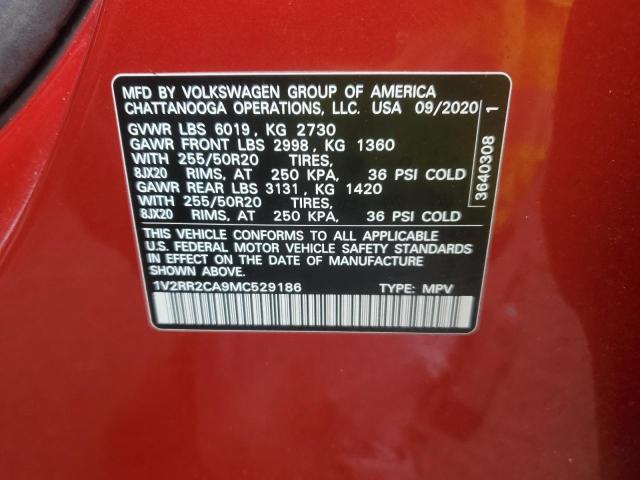 MFD BY VOLKSWAGEN GROUP OF AMERICA
CHATTANOOGA OPERATIONS, LLC. USA 09/2020
GVWR LBS 6019, KG 2730
GAWR FRONT LBS 2998, KG 1360
WITH 255/50R20 TIRES,
8JX20 RIMS, AT 250 KPA, 36 PSI COLD
GAWR REAR LBS 3131, KG 1420
WITH 255/50R20 TIRES,
8JX20 RIMS, AT 250 KPA, 36 PSI COLD
THIS VEHICLE CONFORMS TO ALL APPLICABLE
U.S. FEDERAL MOTOR VEHICLE SAFETY STANDARDS
IN EFFECT ON THE DATE OF MANUFACTURE
SHOWN ABOVE.
1V2RR2CA9MC529186 TYPE: MPV
3640308 1